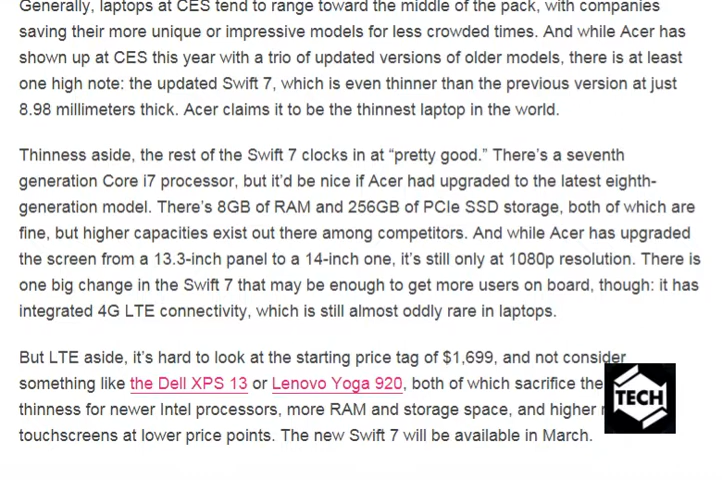 Generally, laptops at CES tend to range toward the middle of the pack, with companies
saving their more unique or impressive models for less crowded times. And while Acer has
shown up at CES this year with a trio of updated versions of older models, there is at least
one high note: the updated Swift 7, which is even thinner than the previous version at just
8.98 millimeters thick. Acer claims it to be the thinnest laptop in the world.
Thinness aside, the rest of the Swift 7 clocks in at “pretty good.” There’s a seventh
generation Core i7 processor, but it’d be nice if Acer had upgraded to the latest eighth-
generation model. There’s 8GB of RAM and 256GB of PCIe SSD storage, both of which are
fine, but higher capacities exist out there among competitors. And while Acer has upgraded
the screen from a 13.3-inch panel to a 14-inch one, it’s still only at 1080p resolution. There is
one big change in the Swift 7 that may be enough to get more users on board, though: it has
integrated 4G LTE connectivity, which is still almost oddly rare in laptops.
But LTE aside, it’s hard to look at the starting price tag of $1,699, and not consider
something like the Dell XPS 13 or Lenovo Yoga 920, both of which sacrifice the
thinness for newer Intel processors, more RAM and storage space, and higher
touchscreens at lower price points. The new Swift 7 will be available in March.
TECH